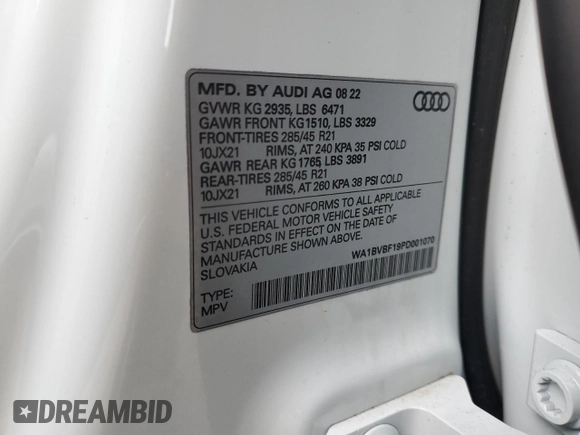 MFD. BY AUDI AG 08 22
GVWR KG 2935, LBS 6471
GAWR FRONT KG1510, LBS 3329
FRONT-TIRES 285/45 R21
10JX21 RIMS, AT 240 KPA 35 PSI COLD
GAWR REAR KG1765, LBS 3891
REAR-TIRES 285/45 R21
10JX21 RIMS, AT 260 KPA 38 PSI COLD
THIS VEHICLE CONFORMS TO ALL APPLICABLE
U.S. FEDERAL MOTOR VEHICLE SAFETY
STANDARDS IN EFFECT ON THE DATE OF
MANUFACTURE SHOWN ABOVE.
SLOVAKIA
WA1BVBF19PD001070
TYPE:
MPV
DREAMBID